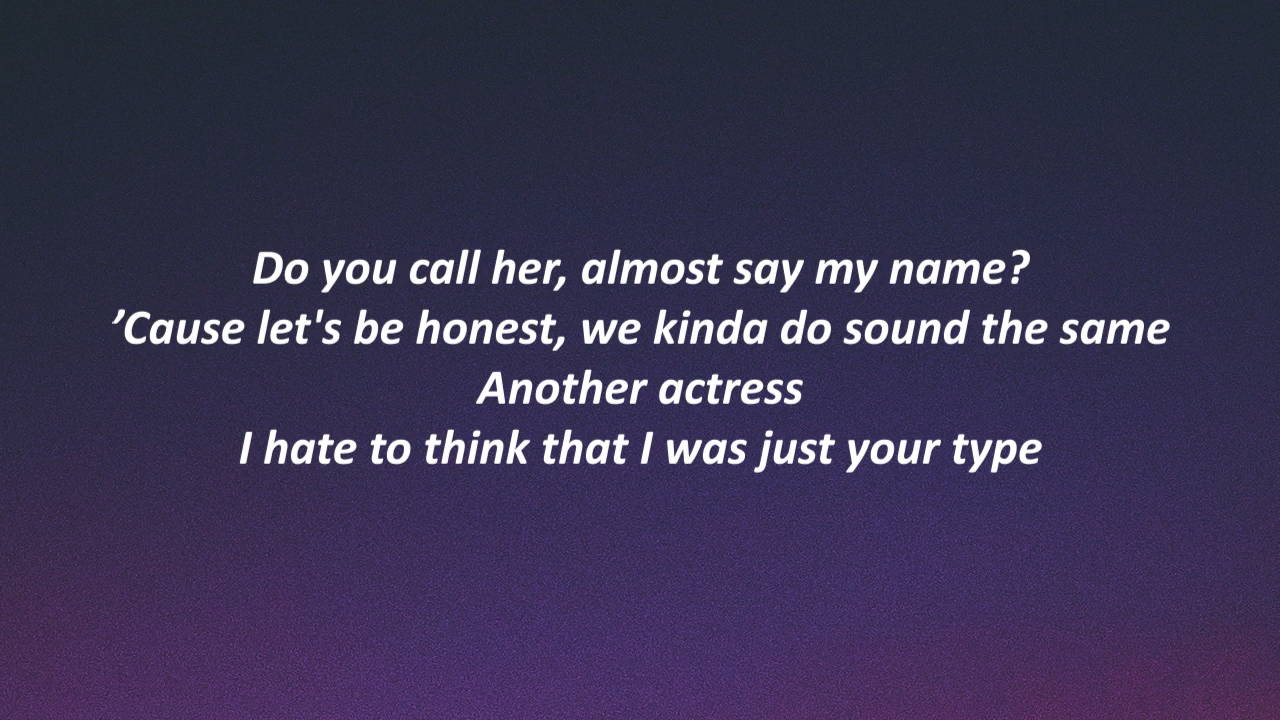 Do you call her, almost say my name?
’Cause let's be honest, we kinda do sound the same
Another actress
I hate to think that I was just your type